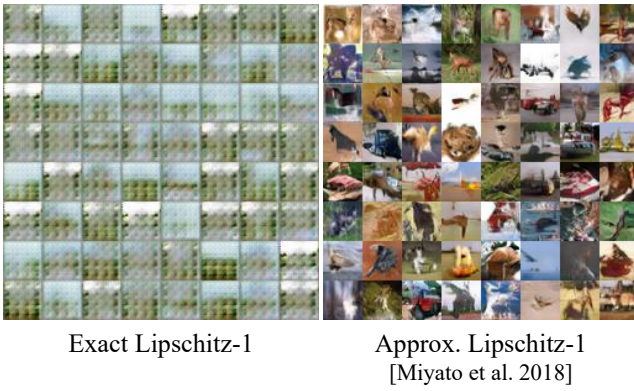 Exact Lipschitz-1
Approx. Lipschitz-1
[Miyato et al. 2018]